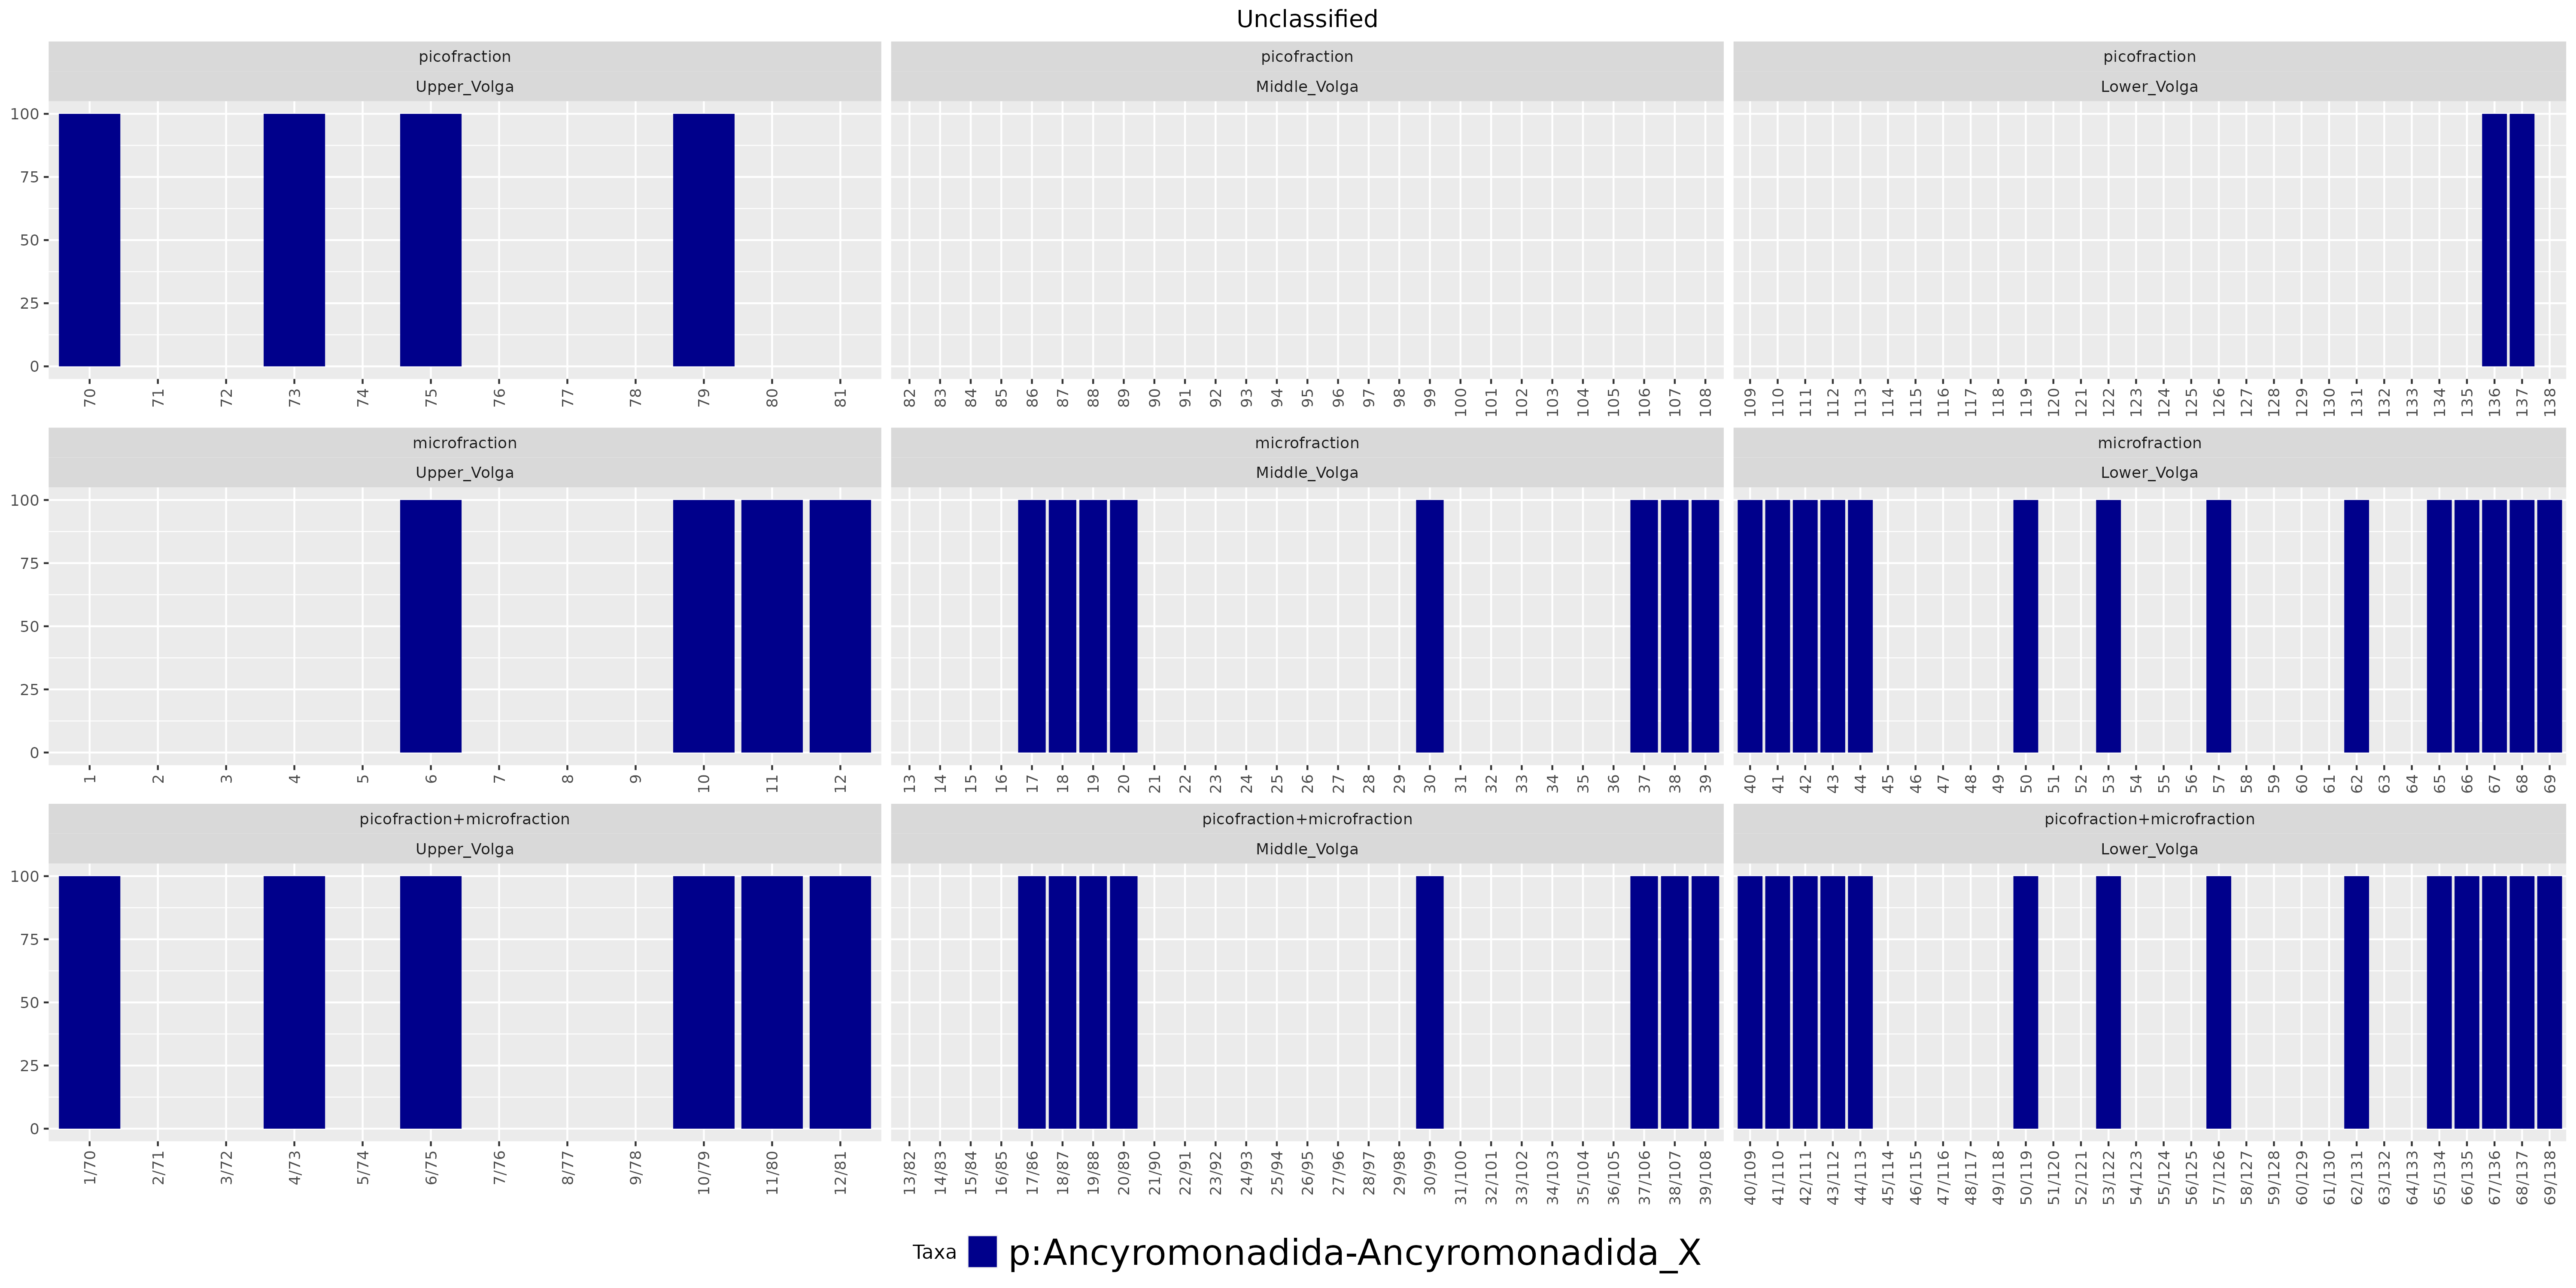 Unclassified
picofraction picofraction picofraction
Upper_Volga Middle_Volga Lower_Volga
100
75
50
25
0
70 71 72 73 74 75 76 77 78 79 80 81 82 83 84 85 86 87 88 89 90 91 92 93 94 95 96 97 98 99 100 101 102 103 104 105 106 107 108 109 110 111 112 113 114 115 116 117 118 119 120 121 122 123 124 125 126 127 128 129 130 131 132 133 134 135 136 137 138
microfraction microfraction microfraction
Upper_Volga Middle_Volga Lower_Volga
100
75
50
25
0
1 2 3 4 5 6 7 8 9 10 11 12 13 14 15 16 17 18 19 20 21 22 23 24 25 26 27 28 29 30 31 32 33 34 35 36 37 38 39 40 41 42 43 44 45 46 47 48 49 50 51 52 53 54 55 56 57 58 59 60 61 62 63 64 65 66 67 68 69
picofraction+microfraction picofraction+microfraction picofraction+microfraction
Upper_Volga Middle_Volga Lower_Volga
100
75
50
25
0
1/70 2/71 3/72 4/73 5/74 6/75 7/76 8/77 9/78 10/79 11/80 12/81 13/82 14/83 15/84 16/85 17/86 18/87 19/88 20/89 21/90 22/91 23/92 24/93 25/94 26/95 27/96 28/97 29/98 30/99 31/100 32/101 33/102 34/103 35/104 36/105 37/106 38/107 39/108 40/109 41/110 42/111 43/112 44/113 45/114 46/115 47/116 48/117 49/118 50/119 51/120 52/121 53/122 54/123 55/124 56/125 57/126 58/127 59/128 60/129 61/130 62/131 63/132 64/133 65/134 66/135 67/136 68/137 69/138
Taxa p:Ancyromonadida-Ancyromonadida_X